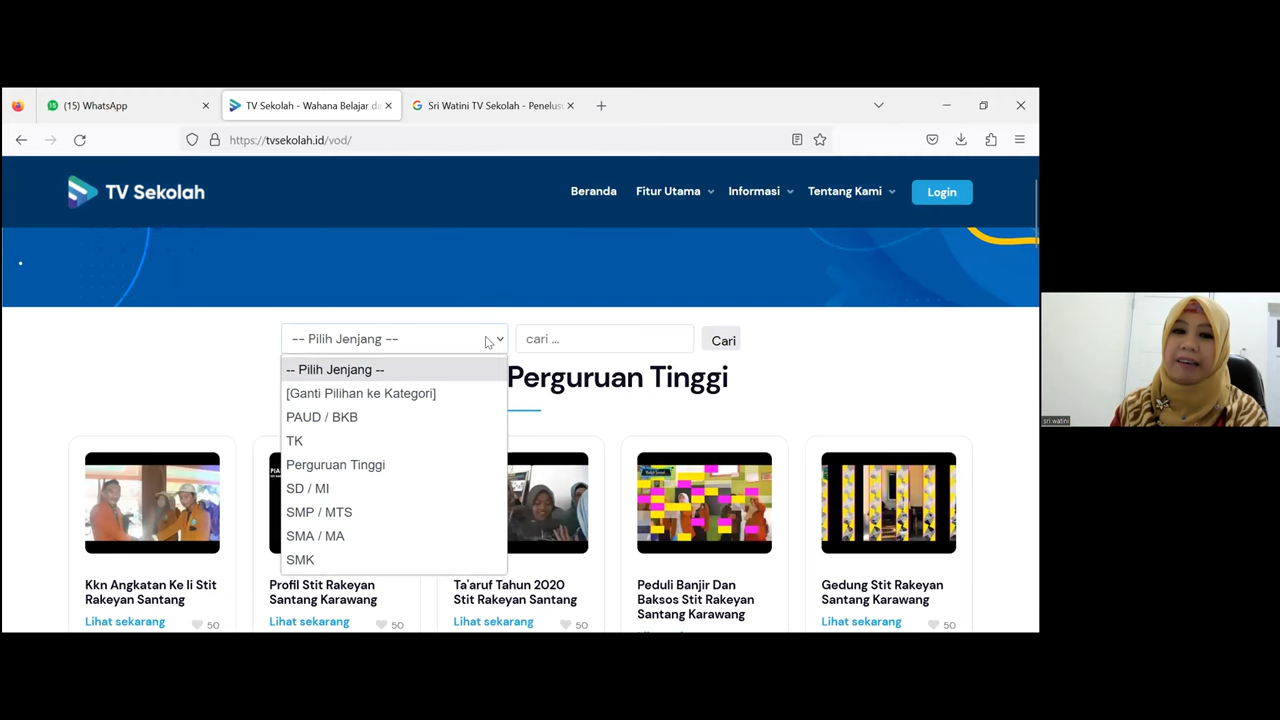 (15) WhatsApp
TV Sekolah - Wahana Belajar da
Sri Watini TV Sekolah - Penelusu
https://tvsekolah.id/vod/
TV Sekolah
Beranda
Fitur Utama
Informasi
Tentang Kami
Login
-- Pilih Jenjang --
cari ...
Cari
-- Pilih Jenjang --
[Ganti Pilihan ke Kategori]
PAUD / BKB
TK
Perguruan Tinggi
SD / MI
SMP / MTS
SMA / MA
SMK
Perguruan Tinggi
Kkn Angkatan Ke Ii Stit
Rakeyan Santang
Lihat sekarang
50
Profil Stit Rakeyan
Santang Karawang
Lihat sekarang
50
Ta'aruf Tahun 2020
Stit Rakeyan Santang
Lihat sekarang
50
Peduli Banjir Dan
Baksos Stit Rakeyan
Santang Karawang
Gedung Stit Rakeyan
Santang Karawang
Lihat sekarang
50
sri watini